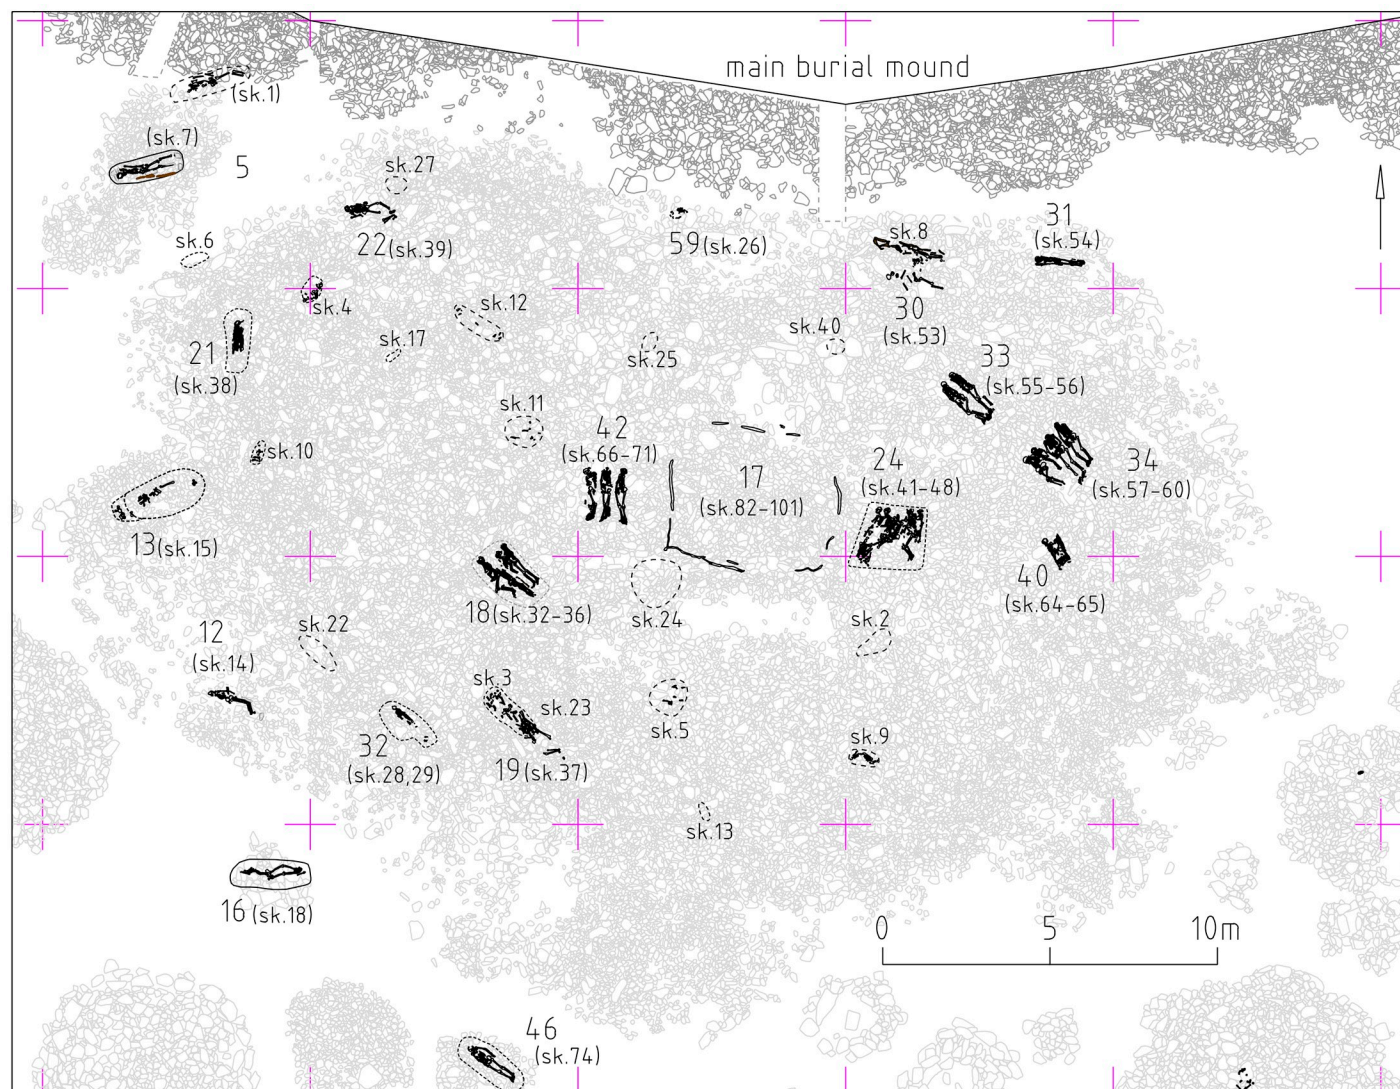 main burial mound
(sk.1)
(sk.7)
5
sk.27
22(sk.39)
59(sk.26)
sk.8
31
(sk.54)
sk.6
sk.4
sk.12
30
(sk.53)
sk.17
sk.25
sk.40
21
(sk.38)
33
(sk.55-56)
sk.11
42
(sk.66-71)
sk.10
17
(sk.82-101)
24
(sk.41-48)
34
(sk.57-60)
13(sk.15)
18(sk.32-36)
sk.24
40
(sk.64-65)
sk.2
sk.22
12
(sk.14)
sk.3
sk.23
sk.5
32
(sk.28,29)
19(sk.37)
sk.9
sk.13
16(sk.18)
0 5 10m
46
(sk.74)